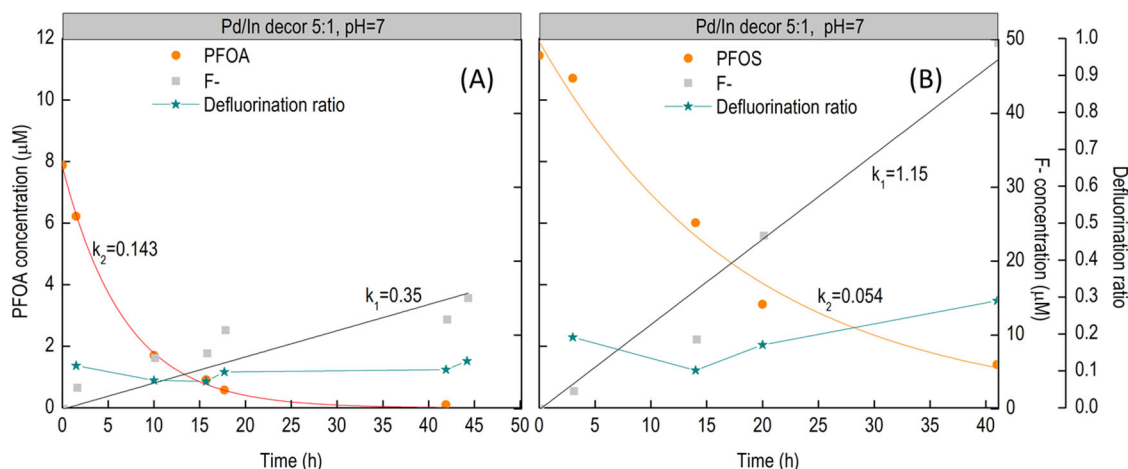 Pd/In decor 5:1, pH=7
PFOA
F-
Defluorination ratio
(A)
k2=0.143
k1=0.35
PFOA concentration (µM)
12
10
8
6
4
2
0
0 5 10 15 20 25 30 35 40 45 50
Time (h)
Pd/In decor 5:1, pH=7
PFOS
F-
Defluorination ratio
(B)
k1=1.15
k2=0.054
0 5 10 15 20 25 30 35 40
Time (h)
50
40
30
20
10
0
F- concentration (µM)
1.0
0.9
0.8
0.7
0.6
0.5
0.4
0.3
0.2
0.1
0.0
Defluorination ratio